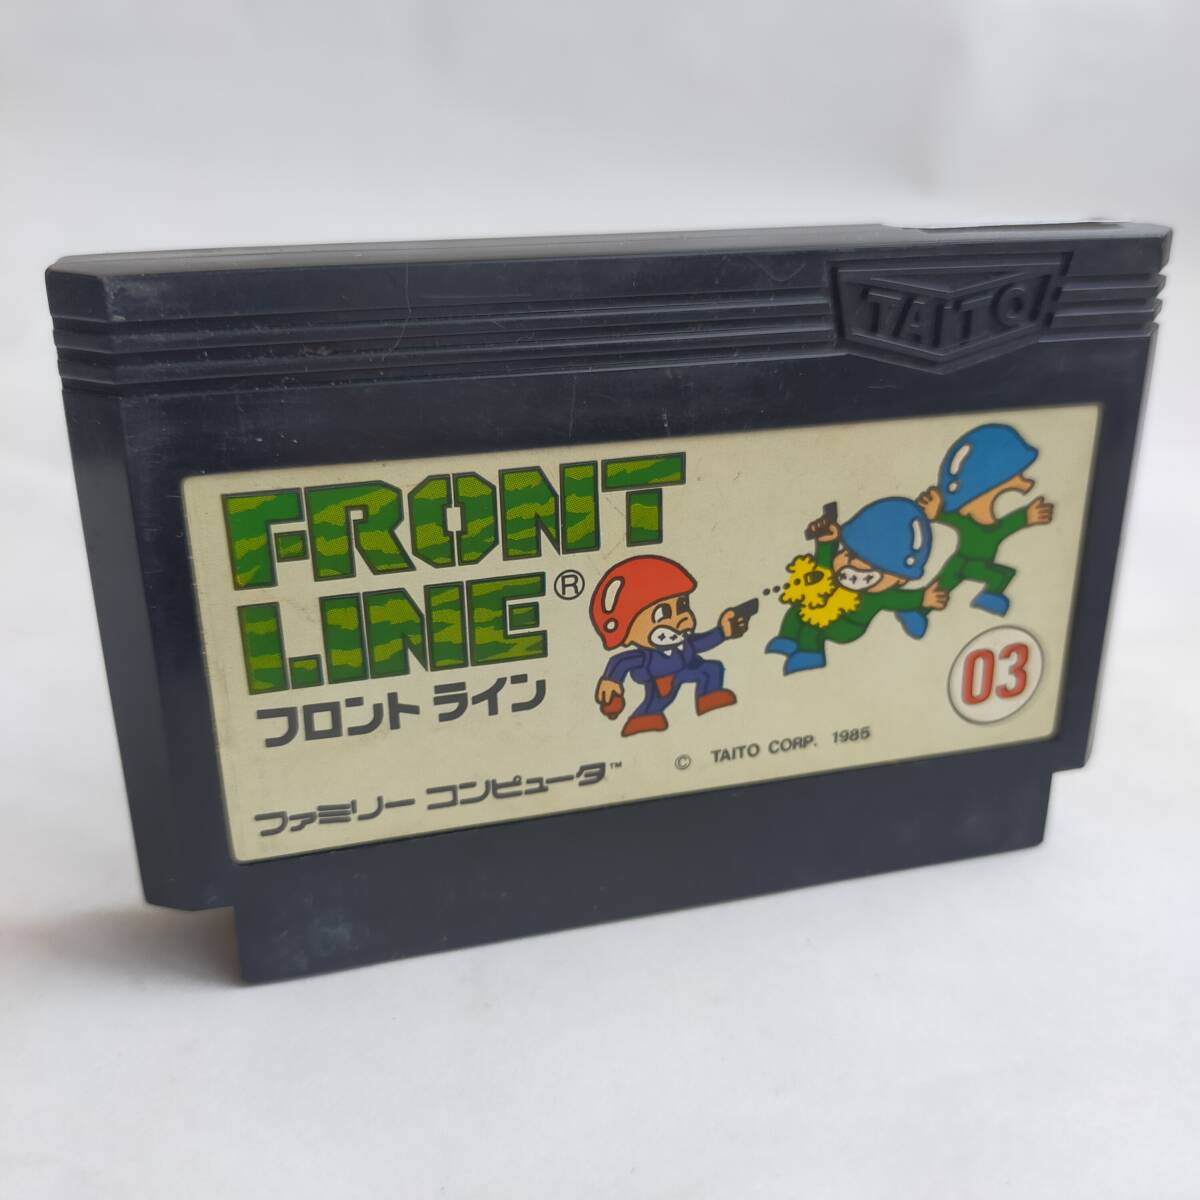 TAITO
FRONT
LINE®
フロントライン
03
© TAITO CORP. 1985
ファミリー コンピュータ™